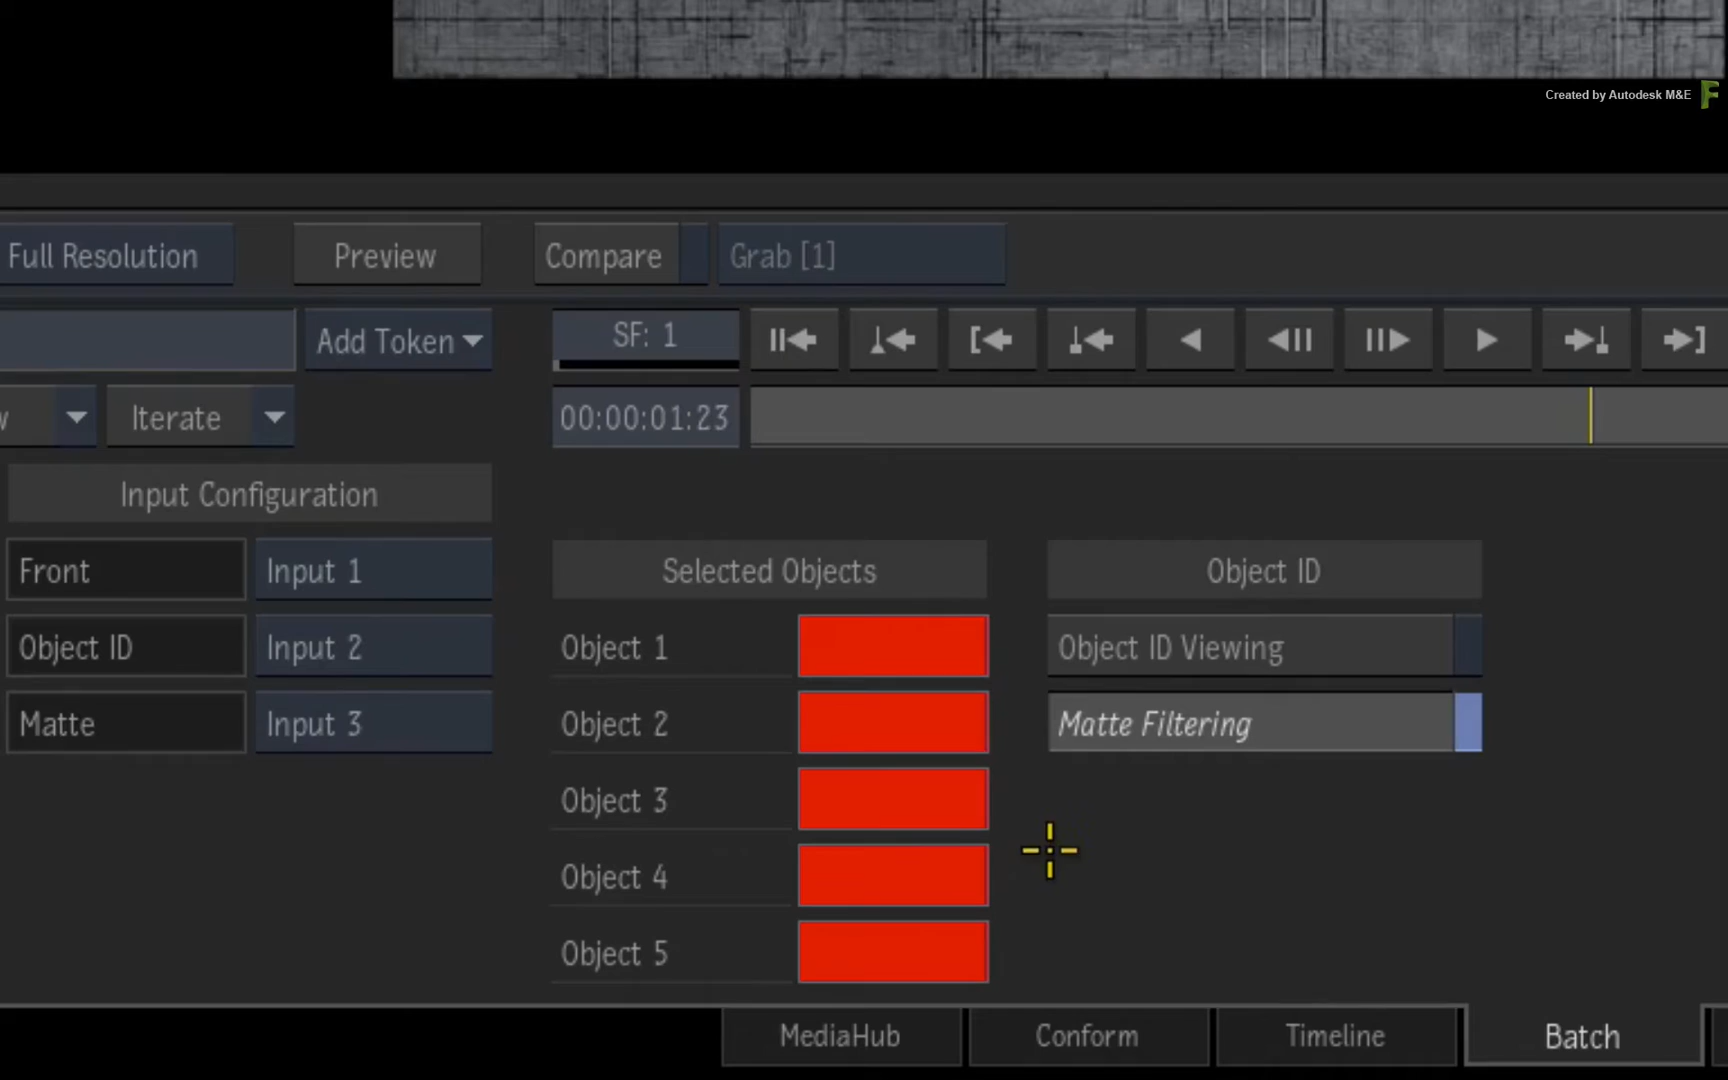 Created by Autodesk M&E
Full Resolution Preview Compare Grab [1]
Add Token SF: 1
Iterate 00:00:01:23
Input Configuration
Selected Objects Object ID
Front Input 1
Object ID Input 2
Matte Input 3
Object 1
Object 2
Object 3
Object 4
Object 5
Object ID Viewing
Matte Filtering
MediaHub Conform Timeline Batch